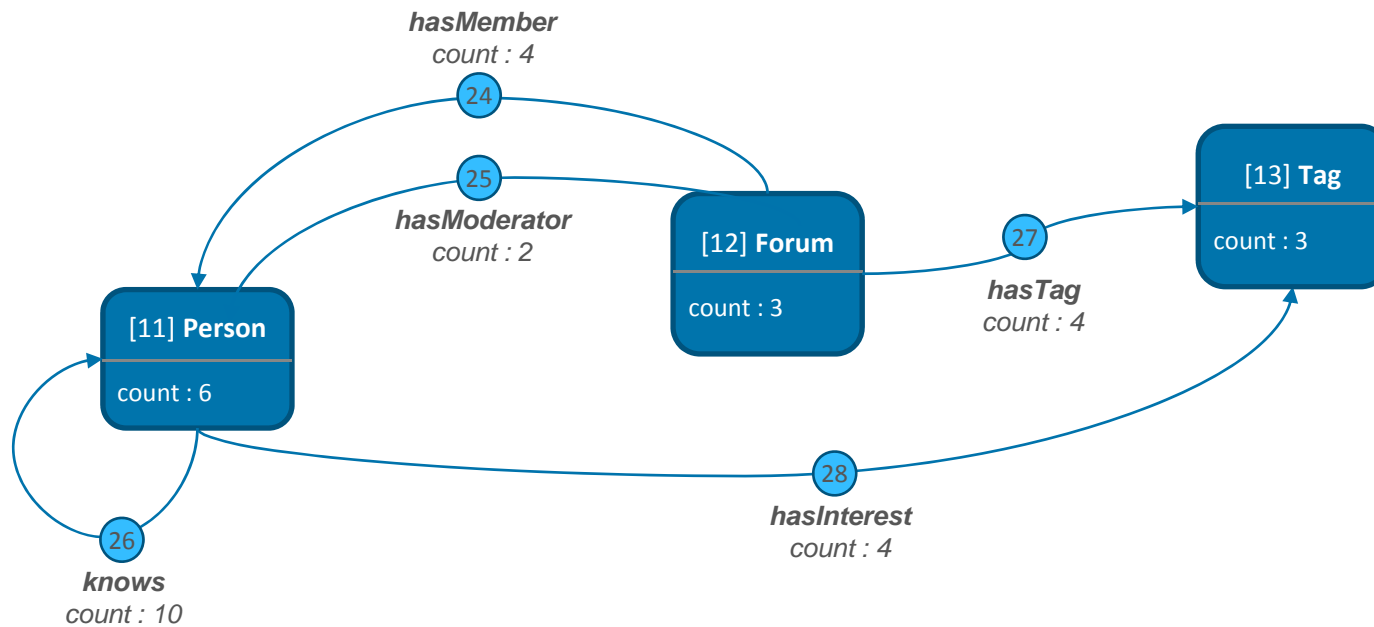 hasMember
count : 4
24
25
hasModerator
count : 2
[13] Tag
count : 3
[12] Forum
count : 3
27
hasTag
count : 4
[11] Person
count : 6
28
hasInterest
count : 4
26
knows
count : 10